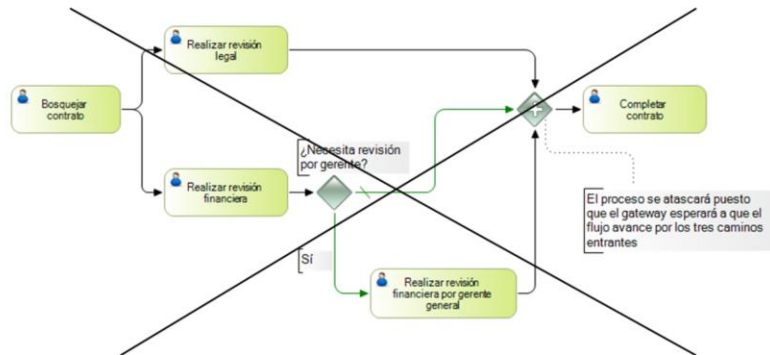 Realizar revisión
legal
Bosquejar
contrato
Completar
contrato
¿Necesita revisión
por gerente?
Realizar revisión
financiera
El proceso se atascará puesto
que el gateway esperará a que el
flujo avance por los tres caminos
entrantes
Sí
Realizar revisión
financiera por gerente
general